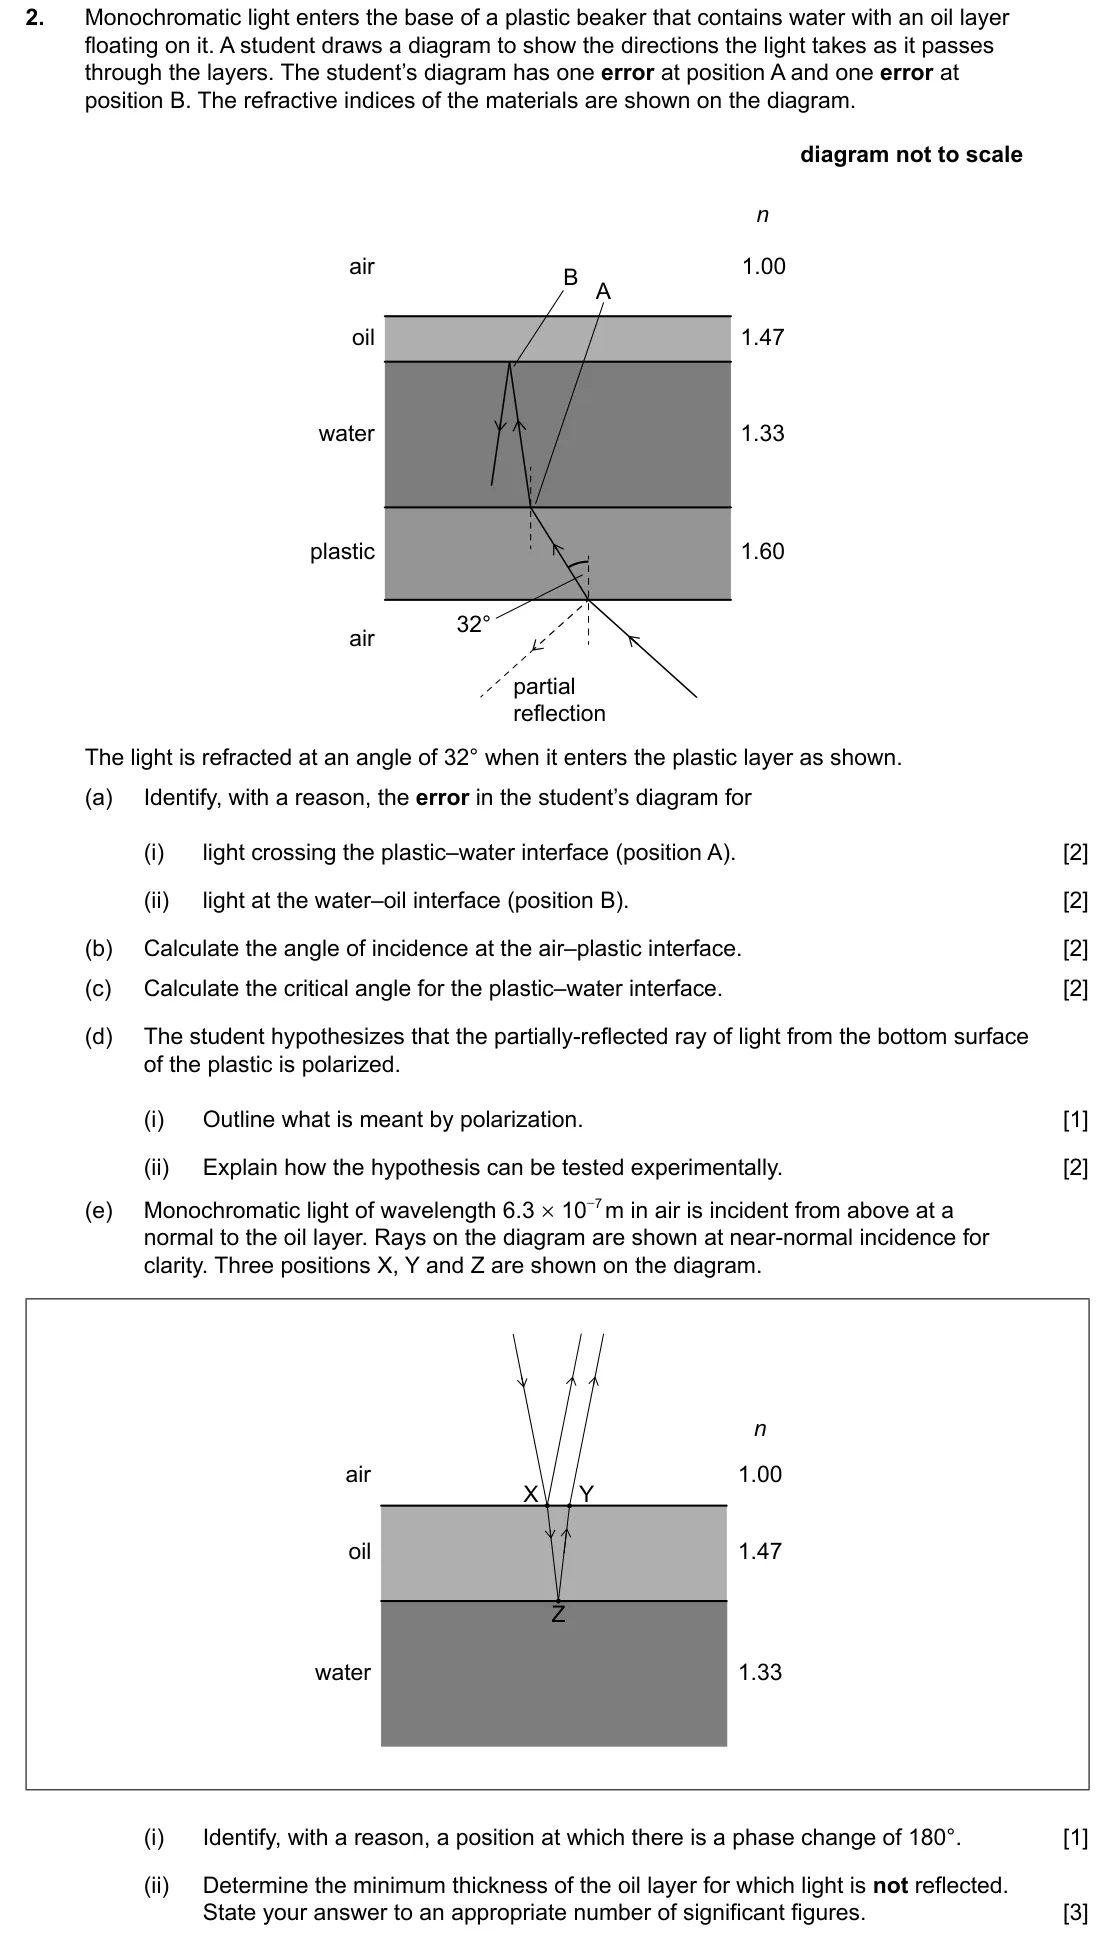 2. Monochromatic light enters the base of a plastic beaker that contains water with an oil layer
floating on it. A student draws a diagram to show the directions the light takes as it passes
through the layers. The student’s diagram has one error at position A and one error at
position B. The refractive indices of the materials are shown on the diagram.
diagram not to scale
n
air 1.00
B
A
oil 1.47
water 1.33
plastic 1.60
32°
air
partial
reflection
The light is refracted at an angle of 32° when it enters the plastic layer as shown.
(a) Identify, with a reason, the error in the student’s diagram for
(i) light crossing the plastic–water interface (position A). [2]
(ii) light at the water–oil interface (position B). [2]
(b) Calculate the angle of incidence at the air–plastic interface. [2]
(c) Calculate the critical angle for the plastic–water interface. [2]
(d) The student hypothesizes that the partially-reflected ray of light from the bottom surface
of the plastic is polarized.
(i) Outline what is meant by polarization. [1]
(ii) Explain how the hypothesis can be tested experimentally. [2]
(e) Monochromatic light of wavelength 6.3 × 10⁻⁷ m in air is incident from above at a
normal to the oil layer. Rays on the diagram are shown at near-normal incidence for
clarity. Three positions X, Y and Z are shown on the diagram.
n
air 1.00
X Y
oil 1.47
Z
water 1.33
(i) Identify, with a reason, a position at which there is a phase change of 180°. [1]
(ii) Determine the minimum thickness of the oil layer for which light is not reflected.
State your answer to an appropriate number of significant figures. [3]